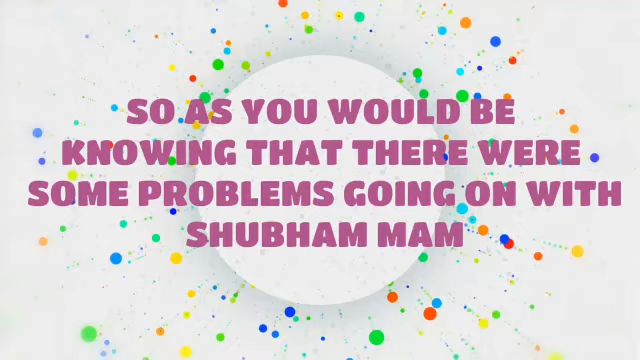 SO AS YOU WOULD BE
KNOWING THAT THERE WERE
SOME PROBLEMS GOING ON WITH
SHUBHAM MAM